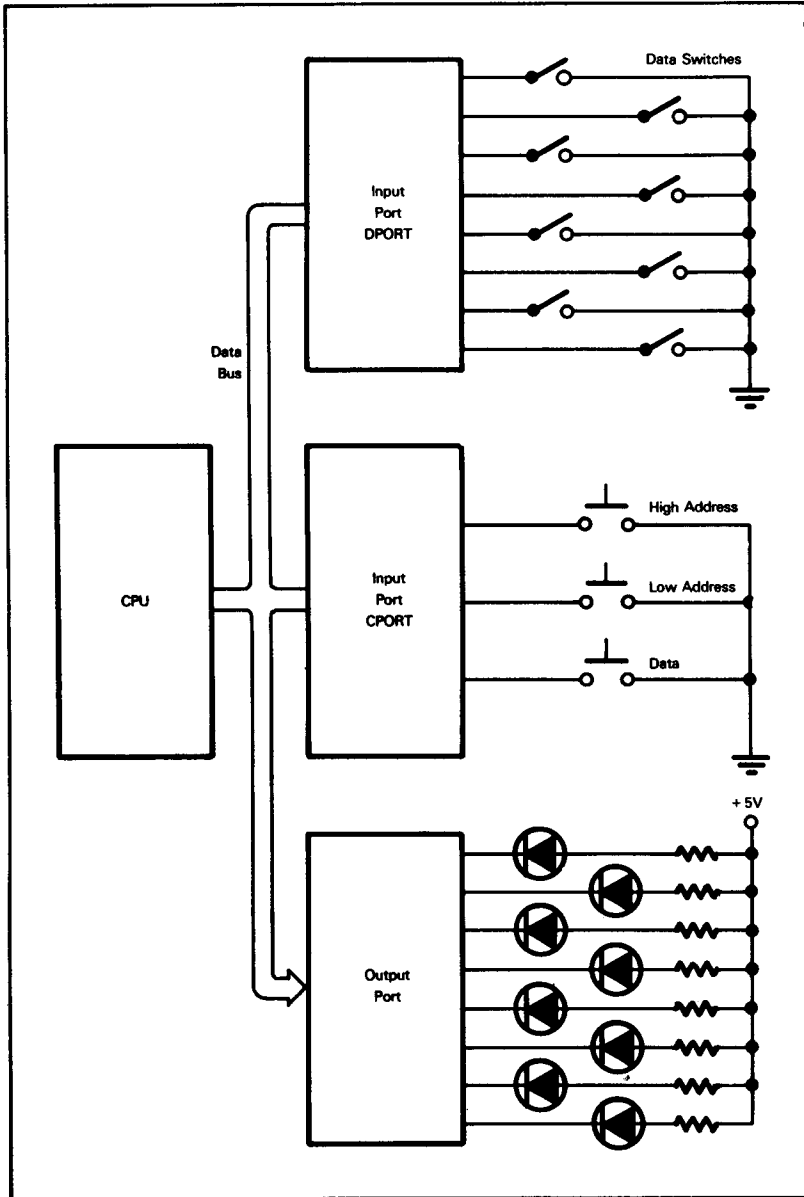 Data Switches
Input
Port
DPORT
Data
Bus
High Address
CPU
Input
Port
CPORT
Low Address
Data
+ 5V
Output
Port